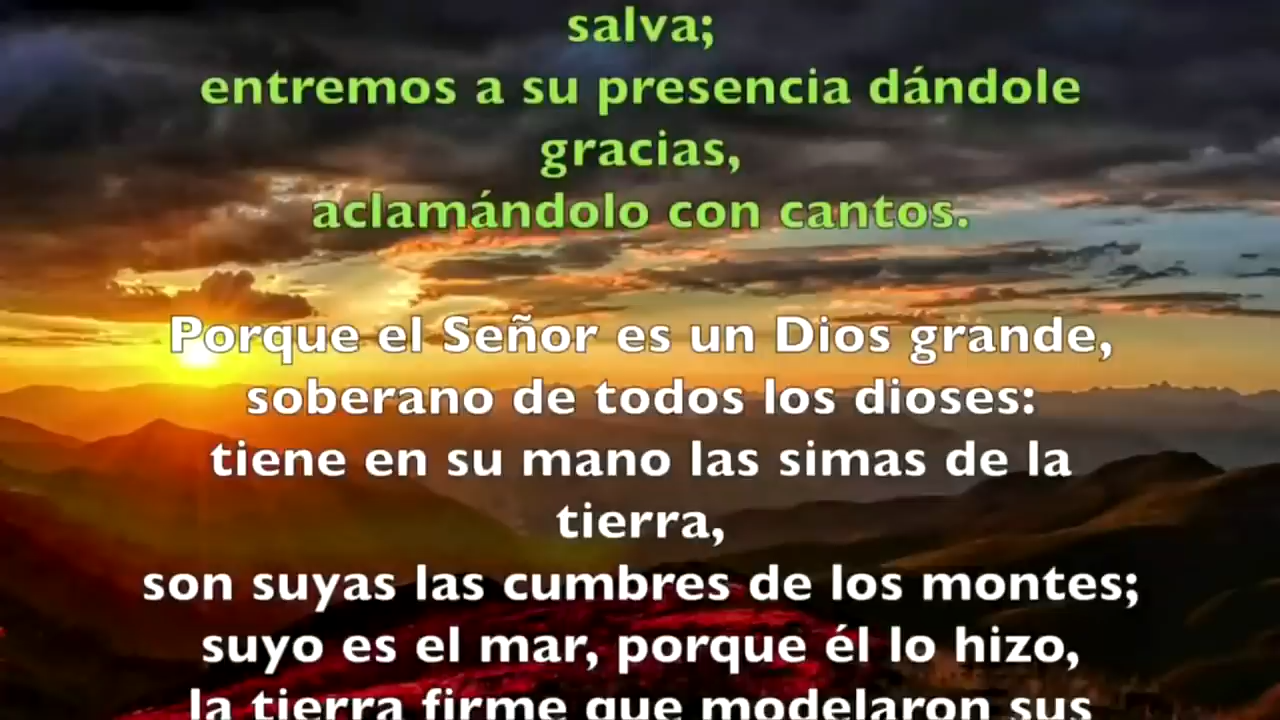 salva;
entremos a su presencia dándole
gracias,
aclamándolo con cantos.
Porque el Señor es un Dios grande,
soberano de todos los dioses:
tiene en su mano las simas de la
tierra,
son suyas las cumbres de los montes;
suyo es el mar, porque él lo hizo,
la tierra firme que modelaron sus